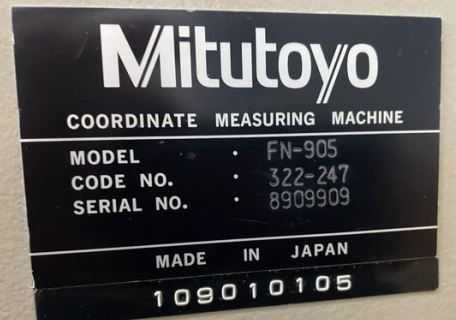 Mitutoyo
COORDINATE MEASURING MACHINE
MODEL · FN-905
CODE NO. · 322-247
SERIAL NO. · 8909909
MADE IN JAPAN
109010105